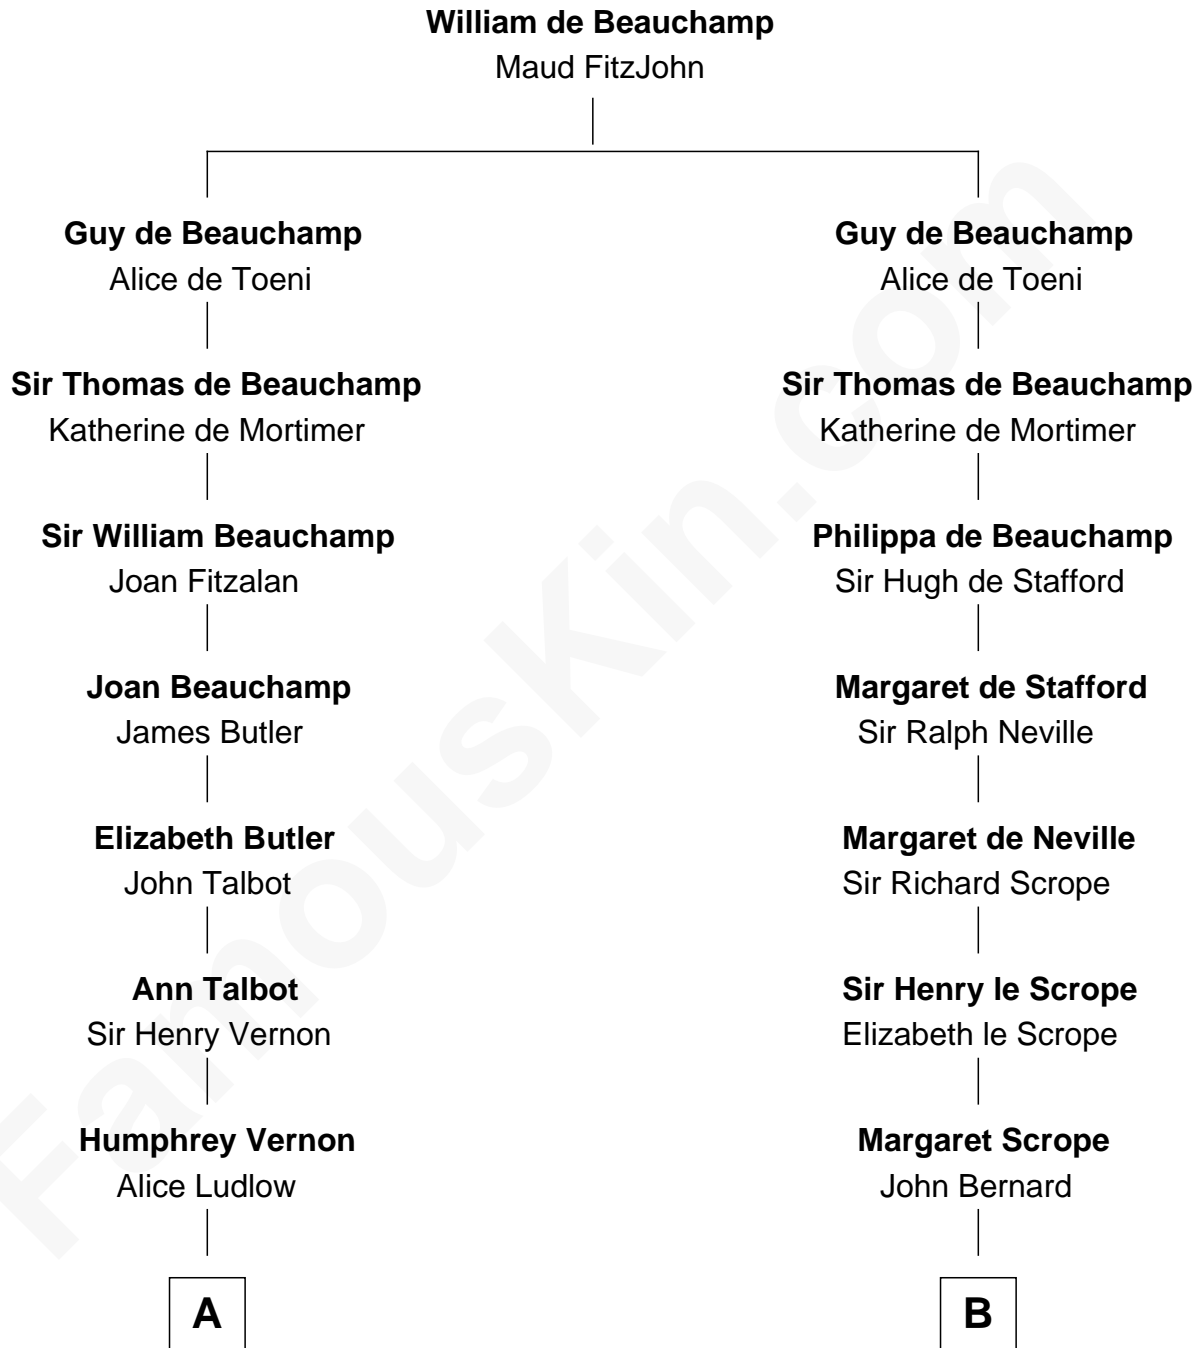 William de Beauchamp
Maud FitzJohn
Guy de Beauchamp
Alice de Toeni
Sir Thomas de Beauchamp
Katherine de Mortimer
Sir William Beauchamp
Joan Fitzalan
Joan Beauchamp
James Butler
Elizabeth Butler
John Talbot
Ann Talbot
Sir Henry Vernon
Humphrey Vernon
Alice Ludlow
A
Guy de Beauchamp
Alice de Toeni
Sir Thomas de Beauchamp
Katherine de Mortimer
Philippa de Beauchamp
Sir Hugh de Stafford
Margaret de Stafford
Sir Ralph Neville
Margaret de Neville
Sir Richard Scrope
Sir Henry le Scrope
Elizabeth le Scrope
Margaret Scrope
John Bernard
B
FamousKin.com